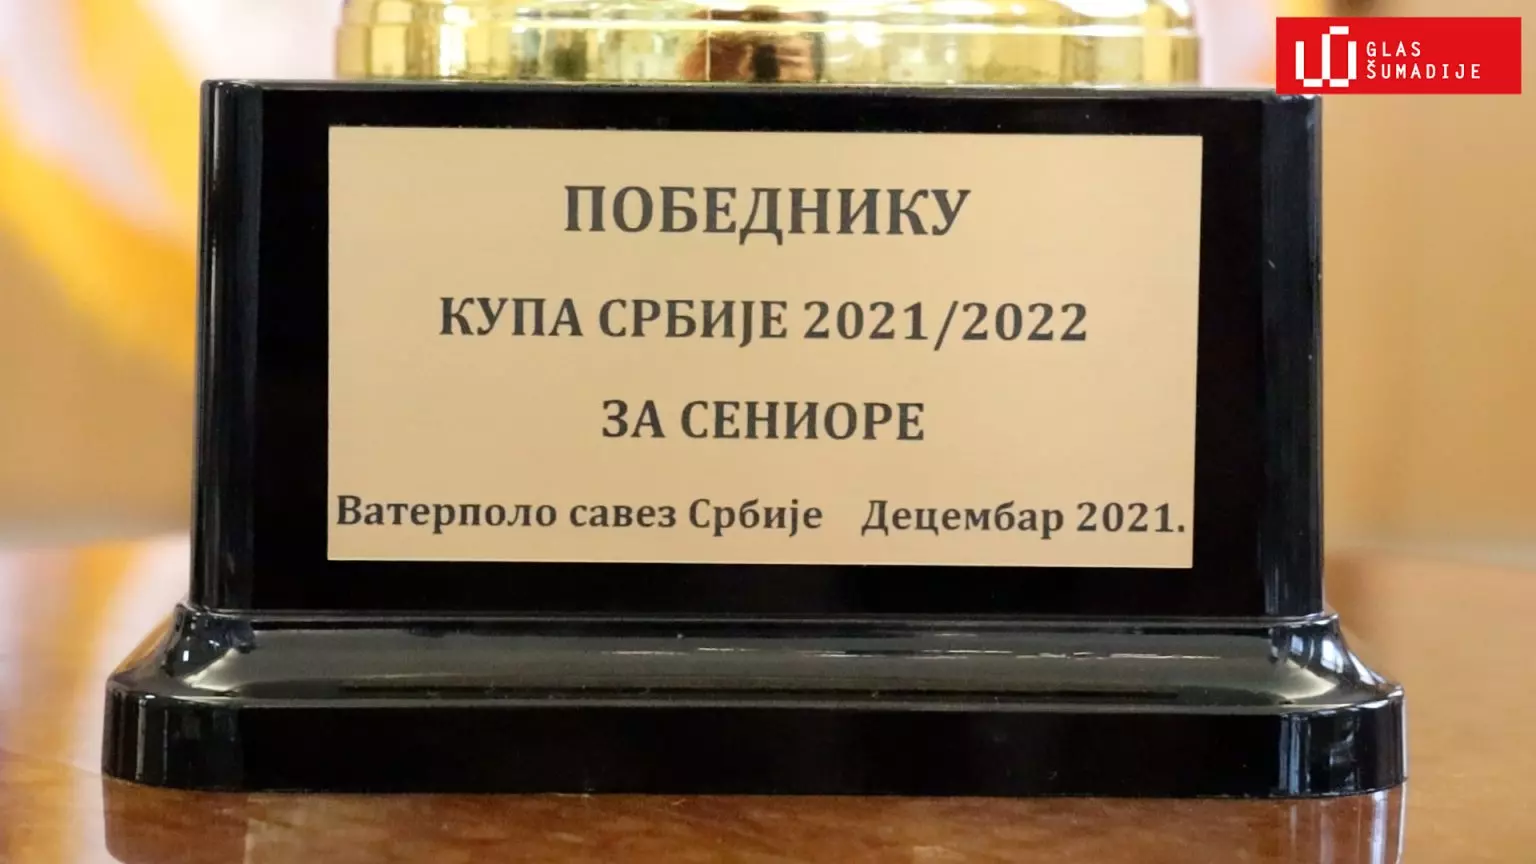 GLAS
ŠUMADIJE
ПОБЕДНИКУ
КУПА СРБИЈЕ 2021/2022
ЗА СЕНИОРЕ
Ватерполо савез Србије Децембар 2021.